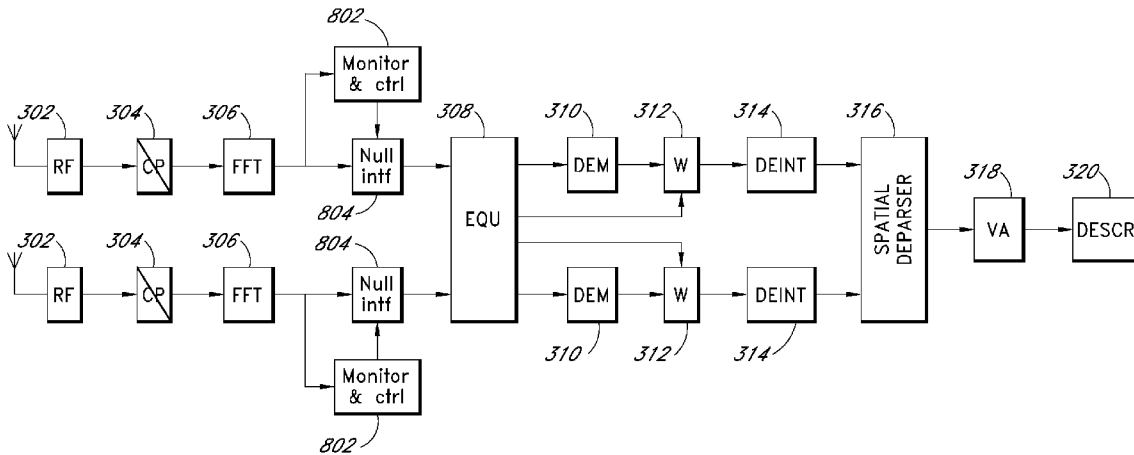 802
Monitor
& ctrl
302
304
306
308
310
312
314
316
RF
CP
FFT
Null
intf
DEM
W
DEINT
318
320
804
EQU
SPATIAL
DEPARSER
VA
DESCR
302
304
306
804
RF
CP
FFT
Null
intf
DEM
W
DEINT
310
312
314
Monitor
& ctrl
802